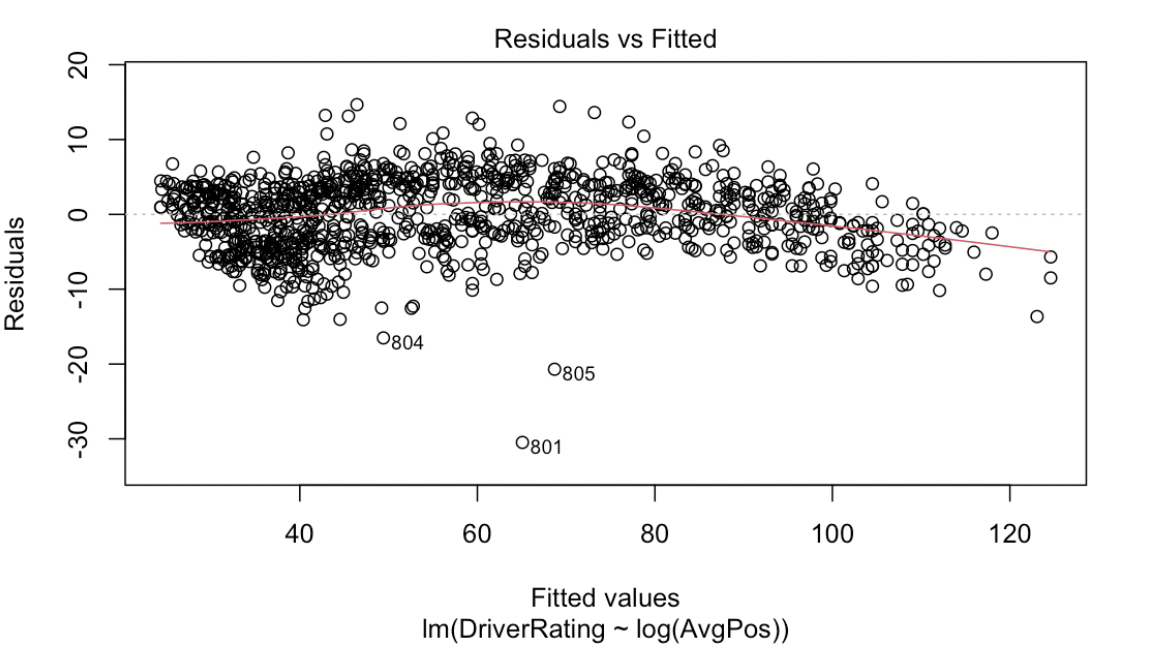 Residuals vs Fitted
Residuals
20
10
0
-10
-20
-30
804
805
801
40 60 80 100 120
Fitted values
lm(DriverRating ~ log(AvgPos))